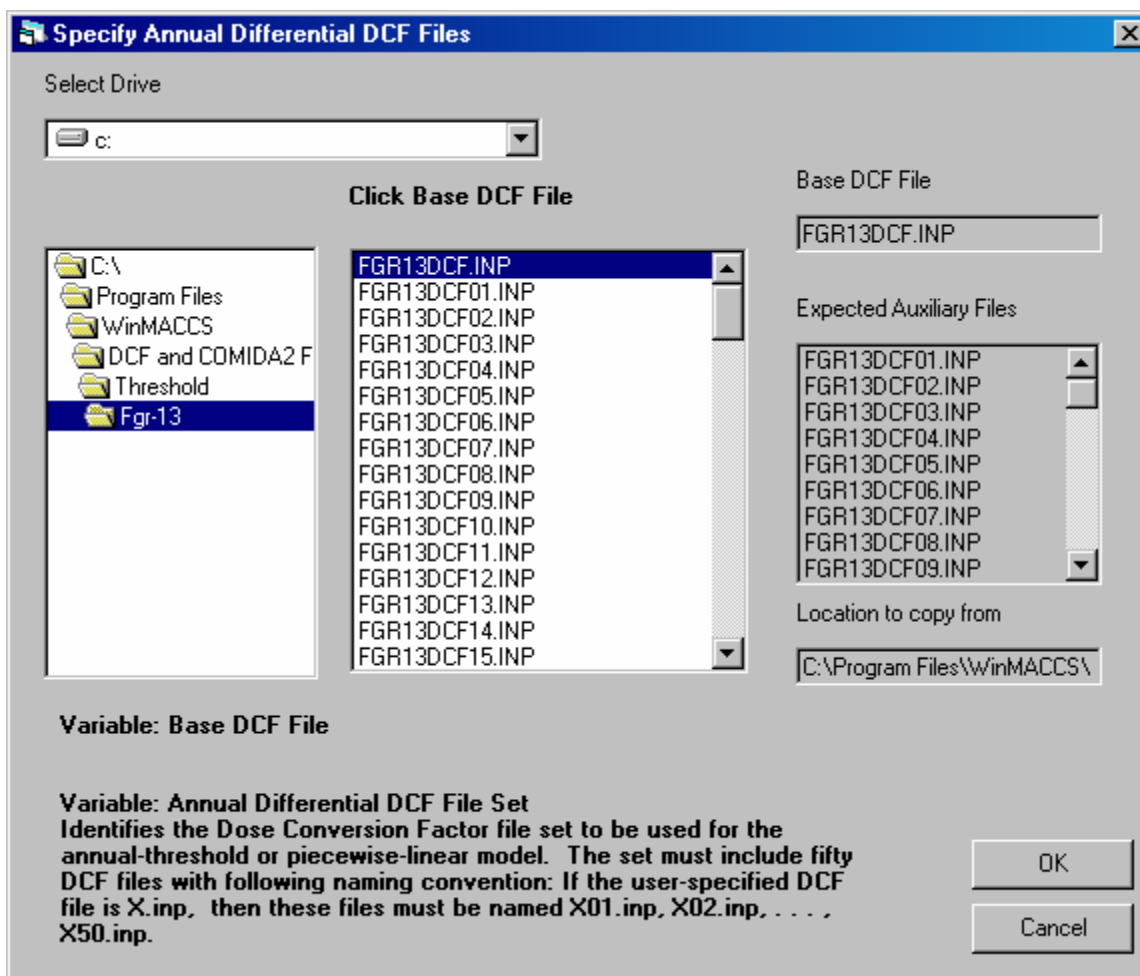 Specify Annual Differential DCF Files
Select Drive
c:
Click Base DCF File
Base DCF File
FGR13DCF.INP
C:\
Program Files
WinMACCS
DCF and COMIDA2 F
Threshold
Fgr-13
FGR13DCF.INP
FGR13DCF01.INP
FGR13DCF02.INP
FGR13DCF03.INP
FGR13DCF04.INP
FGR13DCF05.INP
FGR13DCF06.INP
FGR13DCF07.INP
FGR13DCF08.INP
FGR13DCF09.INP
FGR13DCF10.INP
FGR13DCF11.INP
FGR13DCF12.INP
FGR13DCF13.INP
FGR13DCF14.INP
FGR13DCF15.INP
Expected Auxiliary Files
FGR13DCF01.INP
FGR13DCF02.INP
FGR13DCF03.INP
FGR13DCF04.INP
FGR13DCF05.INP
FGR13DCF06.INP
FGR13DCF07.INP
FGR13DCF08.INP
FGR13DCF09.INP
Location to copy from
C:\Program Files\WinMACCS\
Variable: Base DCF File
Variable: Annual Differential DCF File Set
Identifies the Dose Conversion Factor file set to be used for the
annual-threshold or piecewise-linear model.  The set must include fifty
DCF files with following naming convention: If the user-specified DCF
file is X.inp,  then these files must be named X01.inp, X02.inp, . . . ,
X50.inp.
OK
Cancel